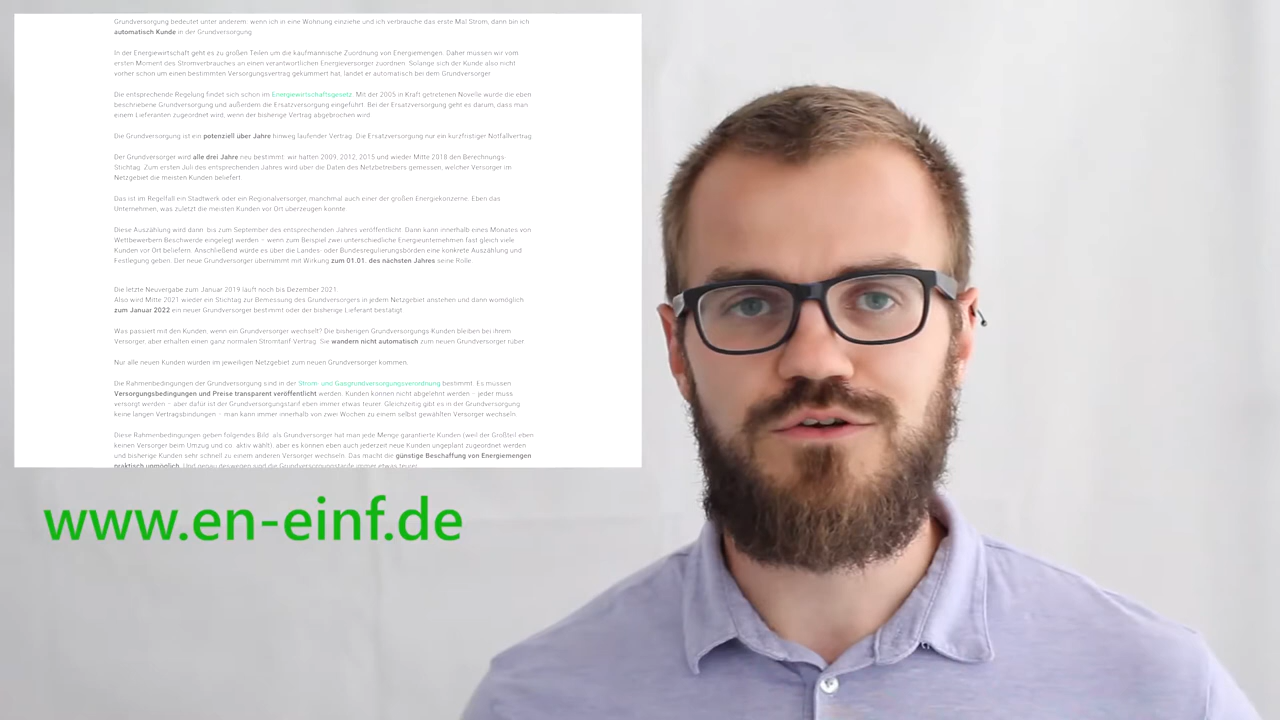 Grundversorgung bedeutet unter anderem: wenn ich in eine Wohnung einziehe und ich verbrauche das erste Mal Strom, dann bin ich
automatisch Kunde in der Grundversorgung.
In der Energiewirtschaft geht es zu großen Teilen um die kaufmännische Zuordnung von Energiemengen. Daher müssen wir vom
ersten Moment des Stromverbrauches an einen verantwortlichen Energieversorger zuordnen. Solange sich der Kunde also nicht
vorher schon um einen bestimmten Versorgungsvertrag gekümmert hat, landet er automatisch bei dem Grundversorger.
Die entsprechende Regelung findet sich schon im Energiewirtschaftsgesetz. Mit der 2005 in Kraft getretenen Novelle wurde die eben
beschriebene Grundversorgung und außerdem die Ersatzversorgung eingeführt. Bei der Ersatzversorgung geht es darum, dass man
einem Lieferanten zugeordnet wird, wenn der bisherige Vertrag abgebrochen wird.
Die Grundversorgung ist ein potenziell über Jahre hinweg laufender Vertrag. Die Ersatzversorgung nur ein kurzfristiger Notfallvertrag.
Der Grundversorger wird alle drei Jahre neu bestimmt: wir hatten 2009, 2012, 2015 und wieder Mitte 2018 den Berechnungs-
Stichtag. Zum ersten Juli des entsprechenden Jahres wird über die Daten des Netzbetreibers gemessen, welcher Versorger im
Netzgebiet die meisten Kunden beliefert.
Das ist im Regelfall ein Stadtwerk oder ein Regionalversorger, manchmal auch einer der großen Energiekonzerne. Eben das
Unternehmen, was zuletzt die meisten Kunden vor Ort überzeugen konnte.
Diese Auszählung wird dann bis zum September des entsprechenden Jahres veröffentlicht. Dann kann innerhalb eines Monates von
Wettbewerbern Beschwerde eingelegt werden – wenn zum Beispiel zwei unterschiedliche Energieunternehmen fast gleich viele
Kunden vor Ort beliefern. Anschließend würde es über die Landes- oder Bundesregulierungsbörden eine konkrete Auszählung und
Festlegung geben. Der neue Grundversorger übernimmt mit Wirkung zum 01.01. des nächsten Jahres seine Rolle.
Die letzte Neuvergabe zum Januar 2019 läuft noch bis Dezember 2021.
Also wird Mitte 2021 wieder ein Stichtag zur Bemessung des Grundversorgers in jedem Netzgebiet anstehen und dann womöglich
zum Januar 2022 ein neuer Grundversorger bestimmt oder der bisherige Lieferant bestätigt.
Was passiert mit den Kunden, wenn ein Grundversorger wechselt? Die bisherigen Grundversorgungs Kunden bleiben bei ihrem
Versorger, aber erhalten einen ganz normalen Stromtarif Vertrag. Sie wandern nicht automatisch zum neuen Grundversorger rüber.
Nur alle neuen Kunden würden im jeweiligen Netzgebiet zum neuen Grundversorger kommen.
Die Rahmenbedingungen der Grundversorgung sind in der Strom- und Gasgrundversorgungsverordnung bestimmt. Es müssen
Versorgungsbedingungen und Preise transparent veröffentlicht werden. Kunden können nicht abgelehnt werden – jeder muss
versorgt werden – aber dafür ist der Grundversorgungstarif eben immer etwas teurer. Gleichzeitig gibt es in der Grundversorgung
keine langen Vertragsbindungen – man kann immer innerhalb von zwei Wochen zu einem selbst gewählten Versorger wechseln.
Diese Rahmenbedingungen geben folgendes Bild: als Grundversorger hat man jede Menge garantierte Kunden (weil der Großteil eben
keinen Versorger beim Umzug und co. aktiv wählt), aber es können eben auch jederzeit neue Kunden ungeplant zugeordnet werden
und bisherige Kunden sehr schnell zu einem anderen Versorger wechseln. Das macht die günstige Beschaffung von Energiemengen
praktisch unmöglich. Und genau deswegen sind die Grundversorgungstarife immer etwas teurer.
www.en-einf.de